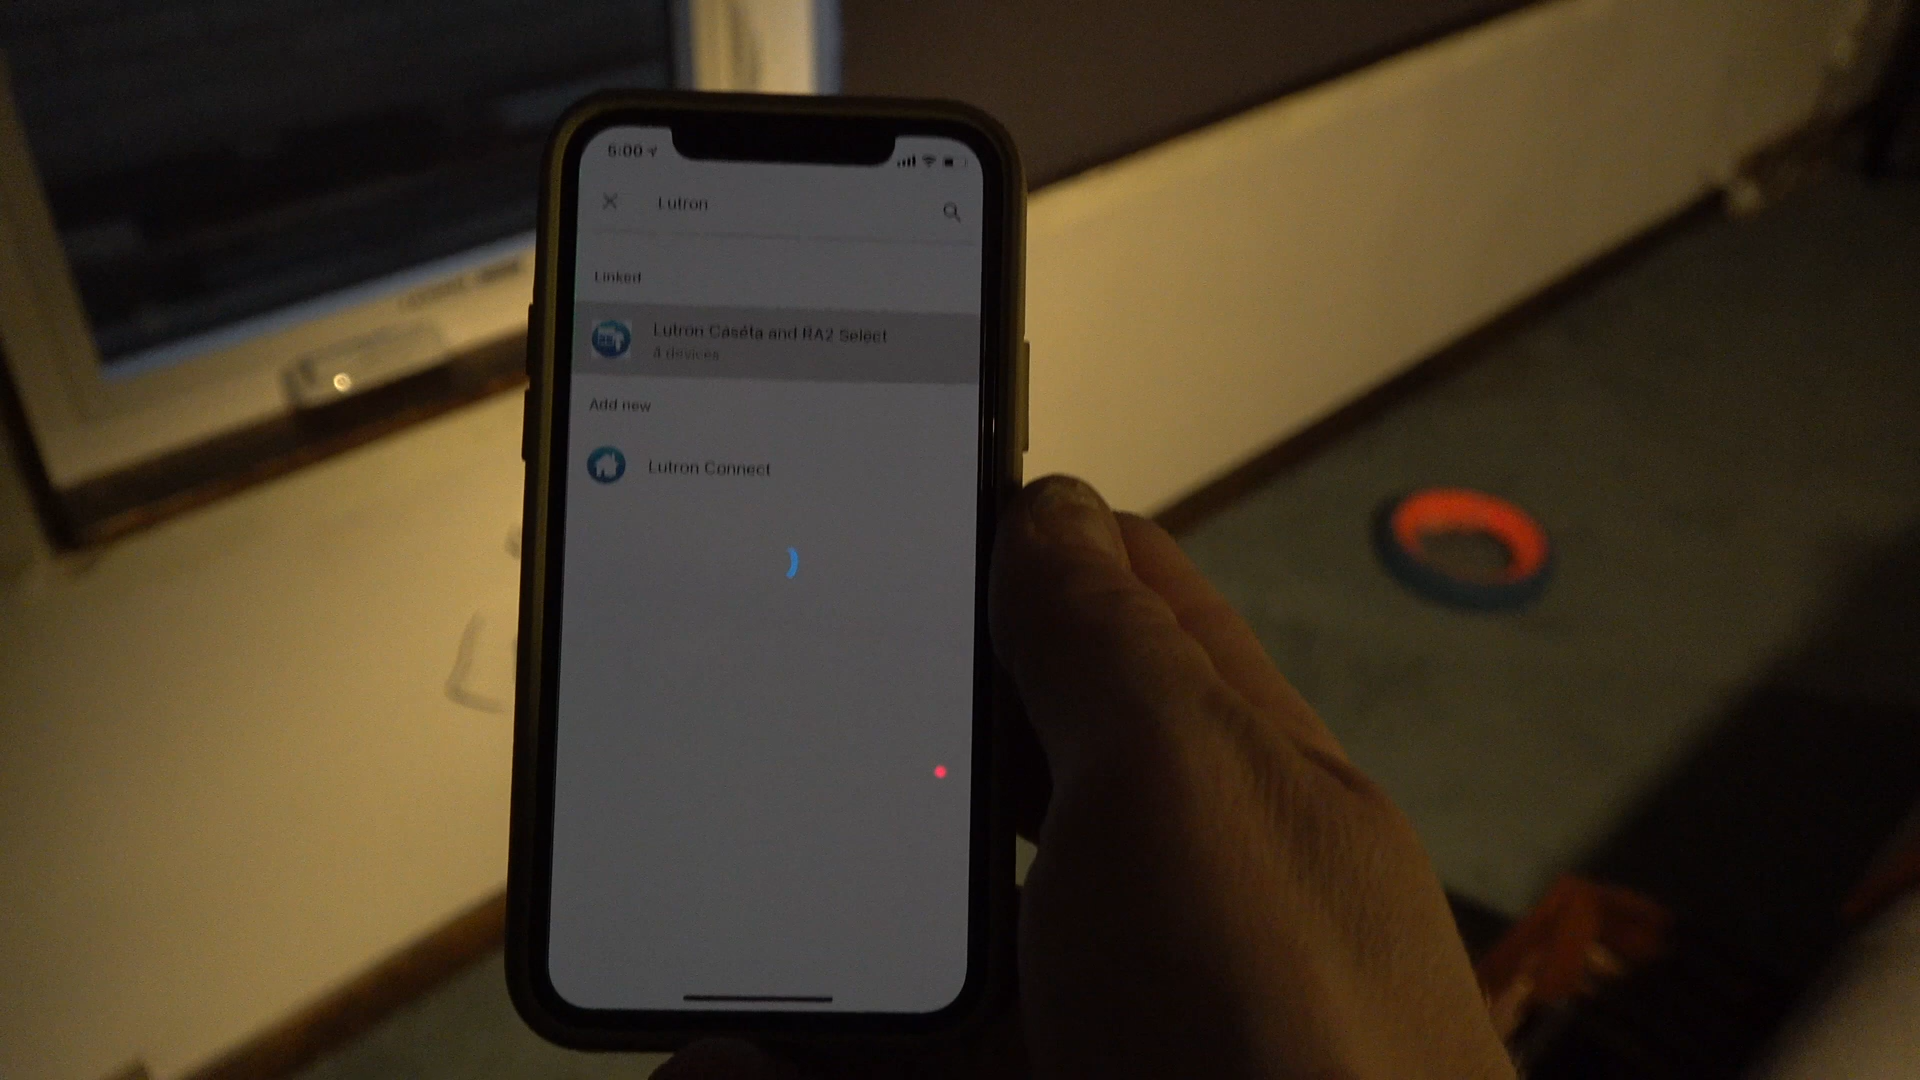 5:00
Lutron
Linked
Lutron Caséta and RA2 Select
4 devices
Add new
Lutron Connect